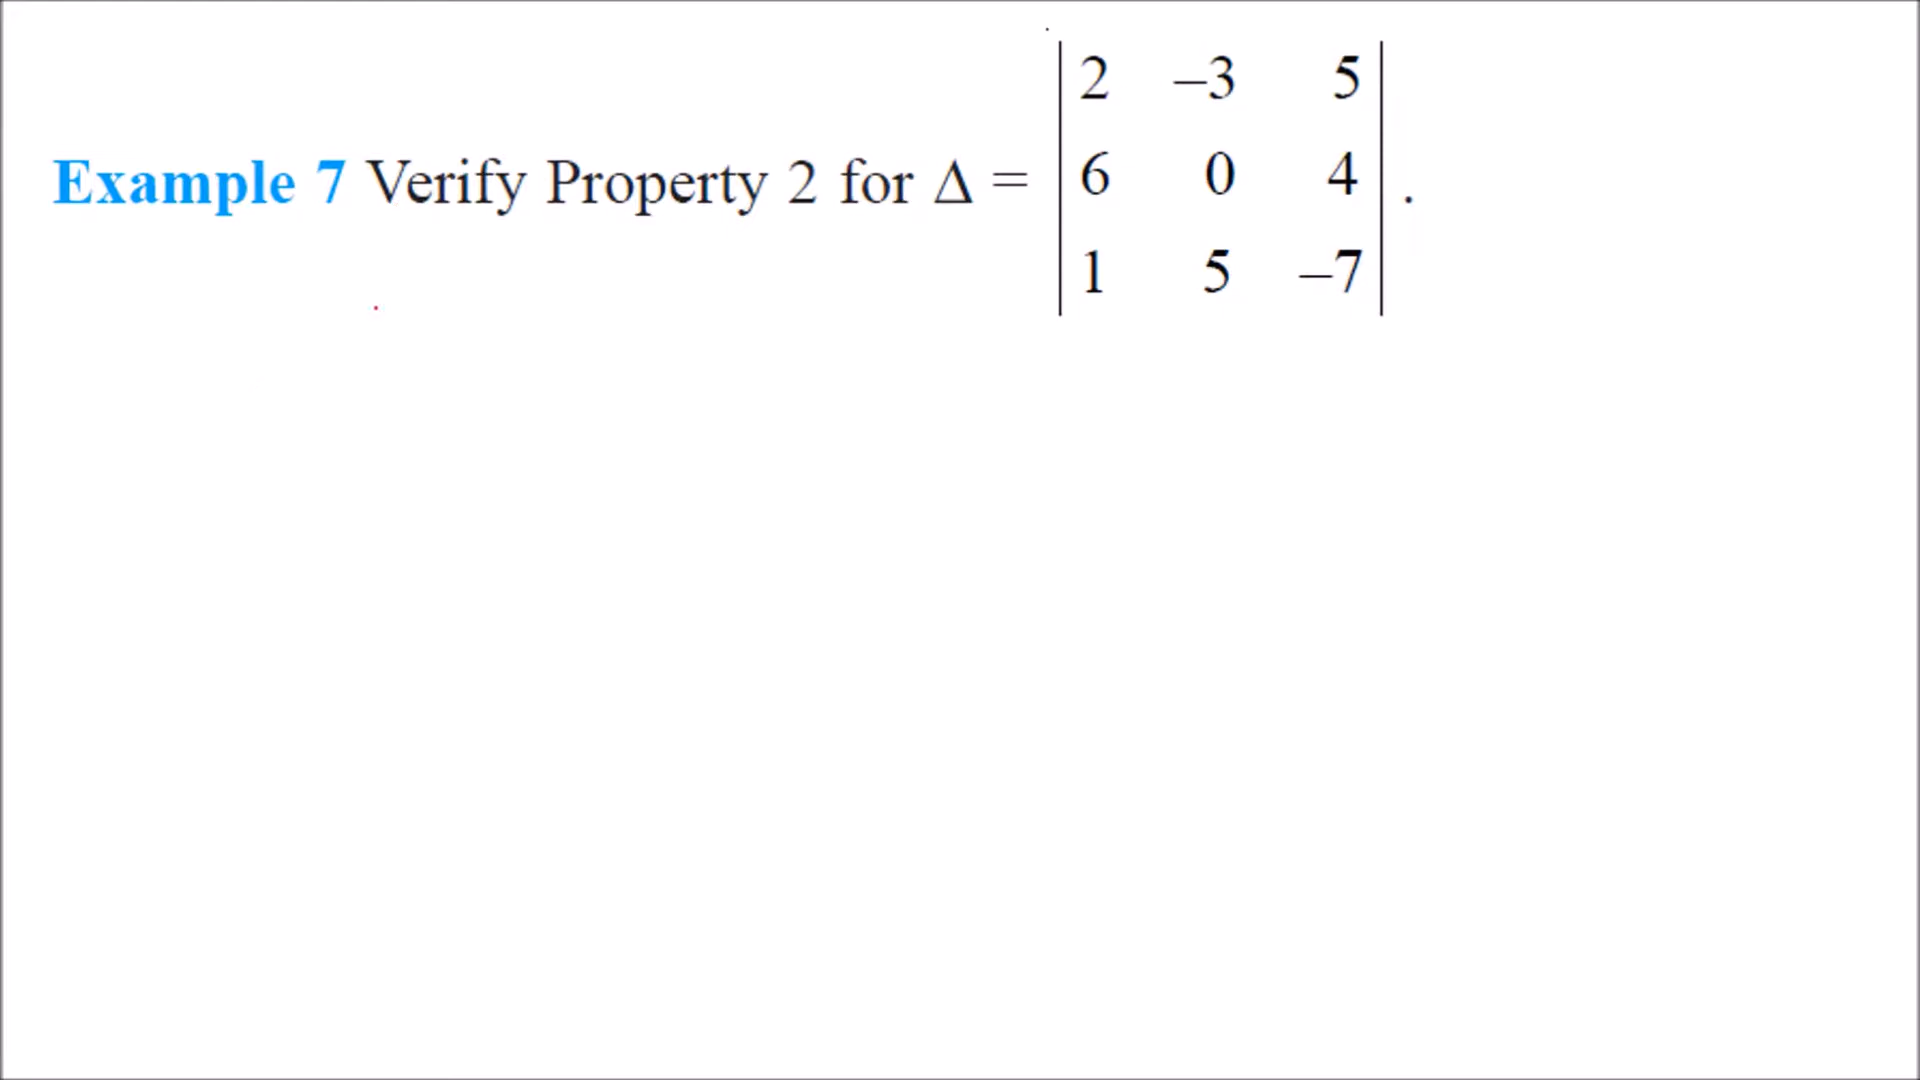 2 –3 5
Example 7 Verify Property 2 for Δ = 6 0 4 .
1 5 –7